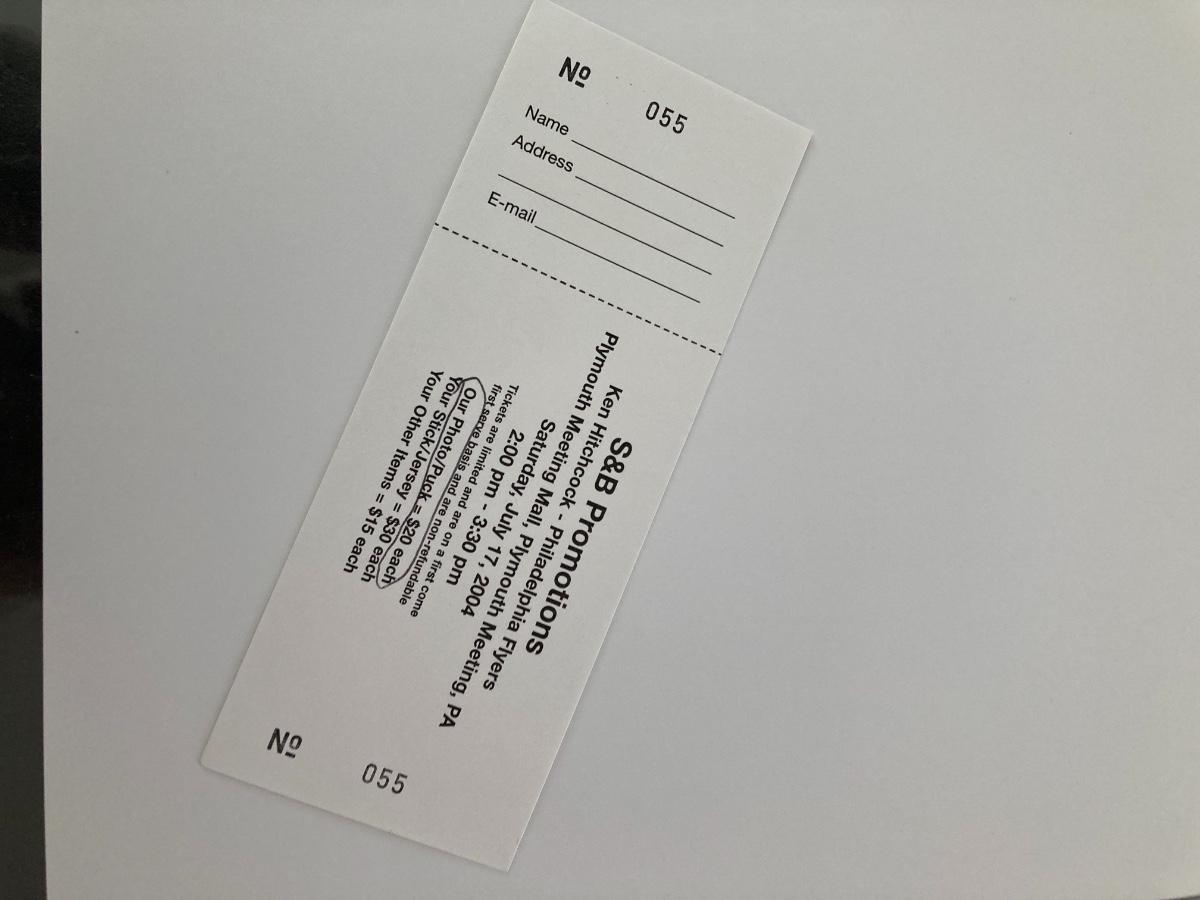 Nº 055
Name
Address
E-mail
S&B Promotions
Ken Hitchcock - Philadelphia Flyers
Plymouth Meeting Mall, Plymouth Meeting, PA
Saturday, July 17, 2004
2:00 pm - 3:30 pm
Tickets are limited and are on a first come
first serve basis and are non-refundable
Our Photo/Puck = $20 each
Your Stick/Jersey = $30 each
Your Other Items = $15 each
Nº 055